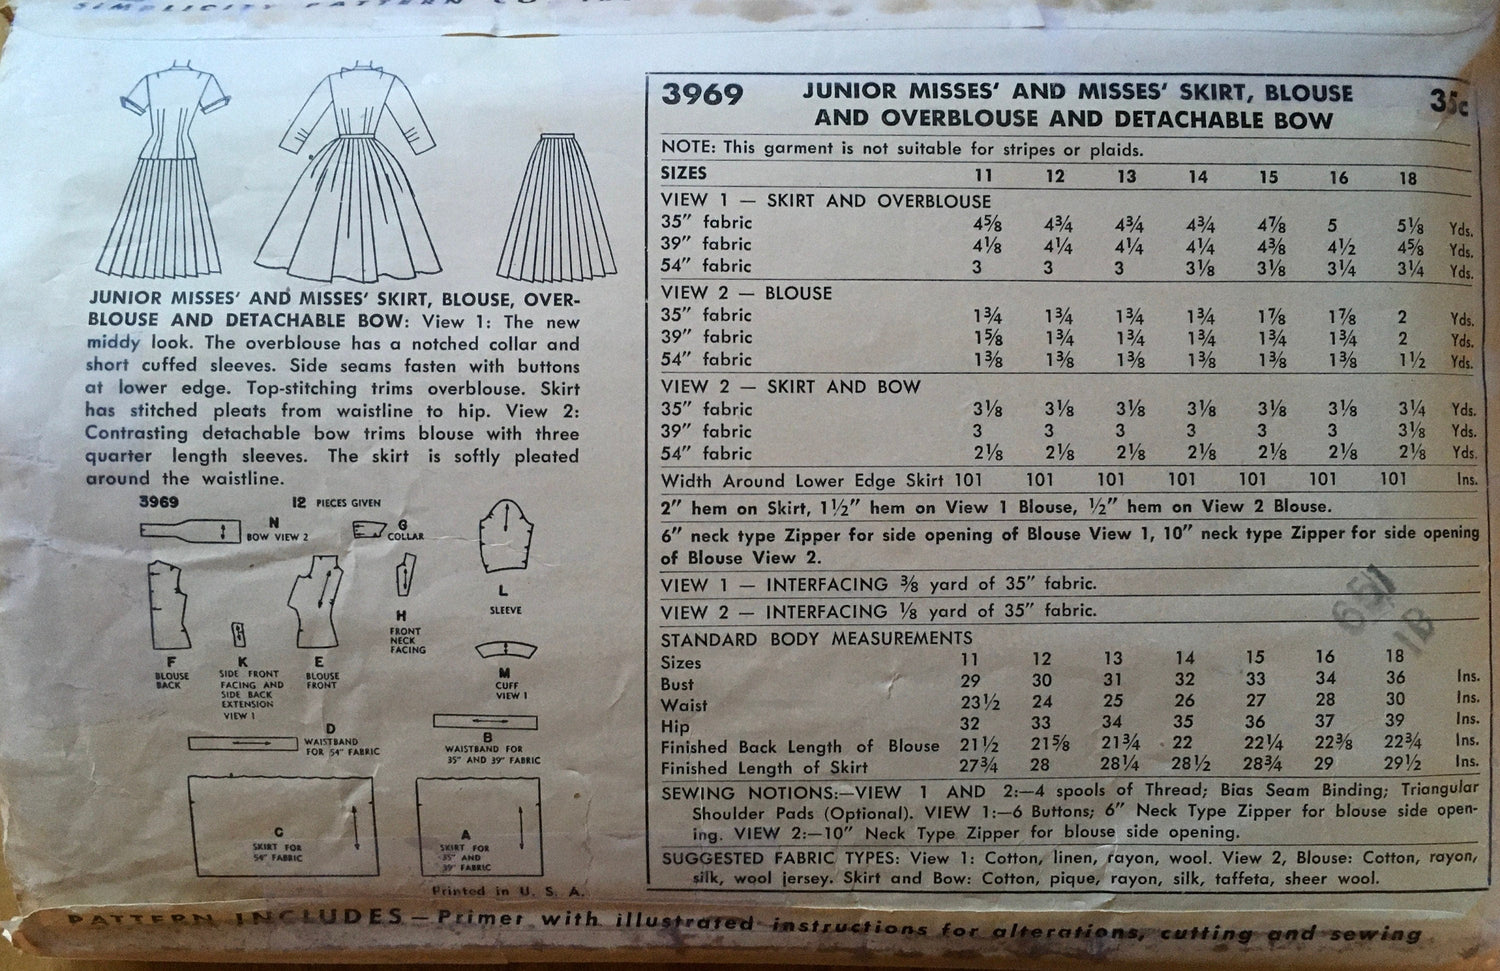 SIMPLICITY PATTERN CO.
JUNIOR MISSES' AND MISSES' SKIRT, BLOUSE, OVER-
BLOUSE AND DETACHABLE BOW: View 1: The new
middy look. The overblouse has a notched collar and
short cuffed sleeves. Side seams fasten with buttons
at lower edge. Top-stitching trims overblouse. Skirt
has stitched pleats from waistline to hip. View 2:
Contrasting detachable bow trims blouse with three
quarter length sleeves. The skirt is softly pleated
around the waistline.
3969 12 PIECES GIVEN
N
BOW VIEW 2
G
COLLAR
L
SLEEVE
F
BLOUSE
BACK
K
SIDE FRONT
FACING AND
SIDE BACK
EXTENSION
VIEW 1
E
BLOUSE
FRONT
H
FRONT
NECK
FACING
M
CUFF
VIEW 1
D
WAISTBAND
FOR 54" FABRIC
B
WAISTBAND FOR
35" AND 39" FABRIC
C
SKIRT FOR
54" FABRIC
A
SKIRT FOR
35" AND
39" FABRIC
Printed in U. S. A.
3969 JUNIOR MISSES' AND MISSES' SKIRT, BLOUSE 35c
AND OVERBLOUSE AND DETACHABLE BOW
NOTE: This garment is not suitable for stripes or plaids.
SIZES 11 12 13 14 15 16 18
VIEW 1 — SKIRT AND OVERBLOUSE
35" fabric 4⅝ 4¾ 4¾ 4¾ 4⅞ 5 5⅛ Yds.
39" fabric 4⅛ 4¼ 4¼ 4¼ 4⅜ 4½ 4⅝ Yds.
54" fabric 3 3 3 3⅛ 3⅛ 3¼ 3¼ Yds.
VIEW 2 — BLOUSE
35" fabric 1¾ 1¾ 1¾ 1¾ 1⅞ 1⅞ 2 Yds.
39" fabric 1⅝ 1¾ 1¾ 1¾ 1¾ 1¾ 2 Yds.
54" fabric 1⅜ 1⅜ 1⅜ 1⅜ 1⅜ 1⅜ 1½ Yds.
VIEW 2 — SKIRT AND BOW
35" fabric 3⅛ 3⅛ 3⅛ 3⅛ 3⅛ 3⅛ 3¼ Yds.
39" fabric 3 3 3 3 3 3 3⅛ Yds.
54" fabric 2⅛ 2⅛ 2⅛ 2⅛ 2⅛ 2⅛ 2⅛ Yds.
Width Around Lower Edge Skirt 101 101 101 101 101 101 101 Ins.
2" hem on Skirt, 1½" hem on View 1 Blouse, ½" hem on View 2 Blouse.
6" neck type Zipper for side opening of Blouse View 1, 10" neck type Zipper for side opening
of Blouse View 2.
VIEW 1 — INTERFACING ⅜ yard of 35" fabric.
VIEW 2 — INTERFACING ⅛ yard of 35" fabric.
STANDARD BODY MEASUREMENTS
Sizes 11 12 13 14 15 16 18
Bust 29 30 31 32 33 34 36 Ins.
Waist 23½ 24 25 26 27 28 30 Ins.
Hip 32 33 34 35 36 37 39 Ins.
Finished Back Length of Blouse 21½ 21⅝ 21¾ 22 22¼ 22⅜ 22¾ Ins.
Finished Length of Skirt 27¾ 28 28¼ 28½ 28¾ 29 29½ Ins.
SEWING NOTIONS:—VIEW 1 AND 2:—4 spools of Thread; Bias Seam Binding; Triangular
Shoulder Pads (Optional). VIEW 1:—6 Buttons; 6" Neck Type Zipper for blouse side open-
ing. VIEW 2:—10" Neck Type Zipper for blouse side opening.
SUGGESTED FABRIC TYPES: View 1: Cotton, linen, rayon, wool. View 2, Blouse: Cotton, rayon,
silk, wool jersey. Skirt and Bow: Cotton, pique, rayon, silk, taffeta, sheer wool.
PATTERN INCLUDES—Primer with illustrated instructions for alterations, cutting and sewing